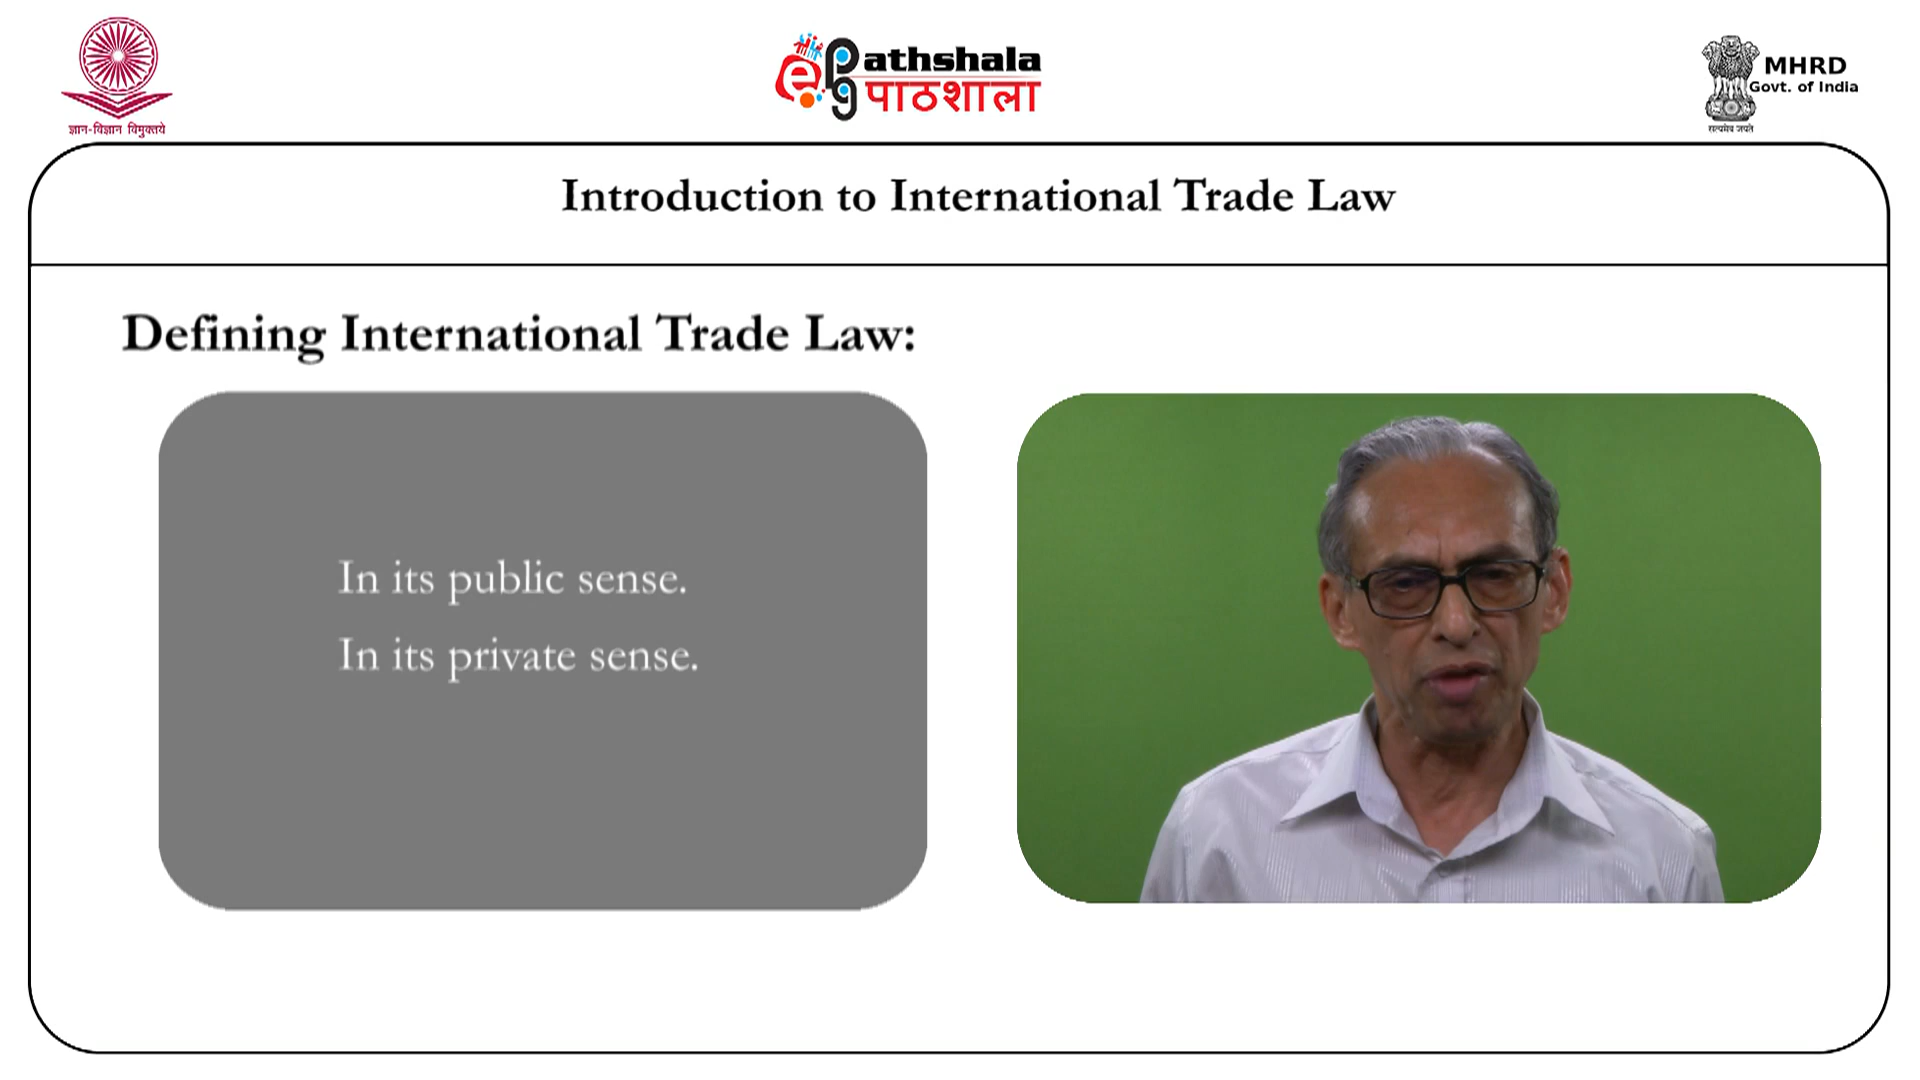 ज्ञान-विज्ञान विमुक्तये
ePg athshala
पाठशाला
MHRD
Govt. of India
सत्यमेव जयते
Introduction to International Trade Law
Defining International Trade Law:
In its public sense.
In its private sense.